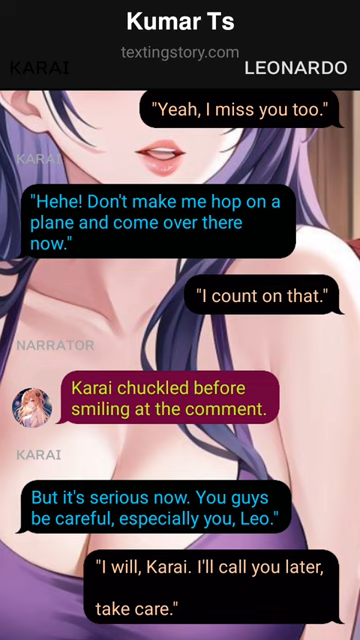 Kumar Ts
textingstory.com
KARAI
LEONARDO
"Yeah, I miss you too."
KARAI
"Hehe! Don't make me hop on a
plane and come over there
now."
"I count on that."
NARRATOR
Karai chuckled before
smiling at the comment.
KARAI
But it's serious now. You guys
be careful, especially you, Leo."
"I will, Karai. I'll call you later,
take care."